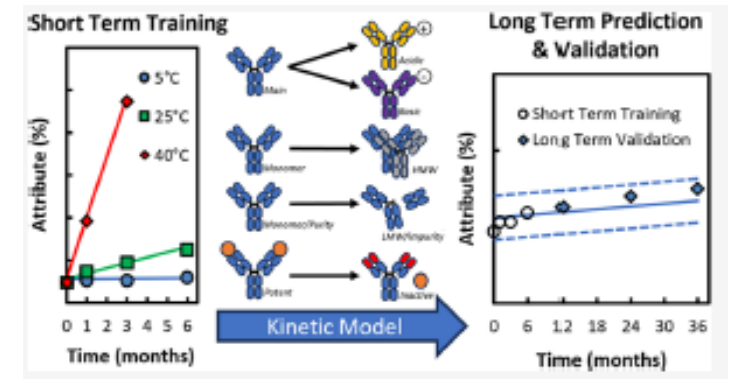 Short Term Training
Attribute (%)
5°C
25°C
40°C
0 1 2 3 4 5 6
Time (months)
Main
+
Acidic
-
Basic
Monomer
HMW
Monomer/Purity
LMW/Impurity
Potent
Inactive
Kinetic Model
Long Term Prediction
& Validation
Attribute (%)
Short Term Training
Long Term Validation
0 6 12 18 24 30 36
Time (months)